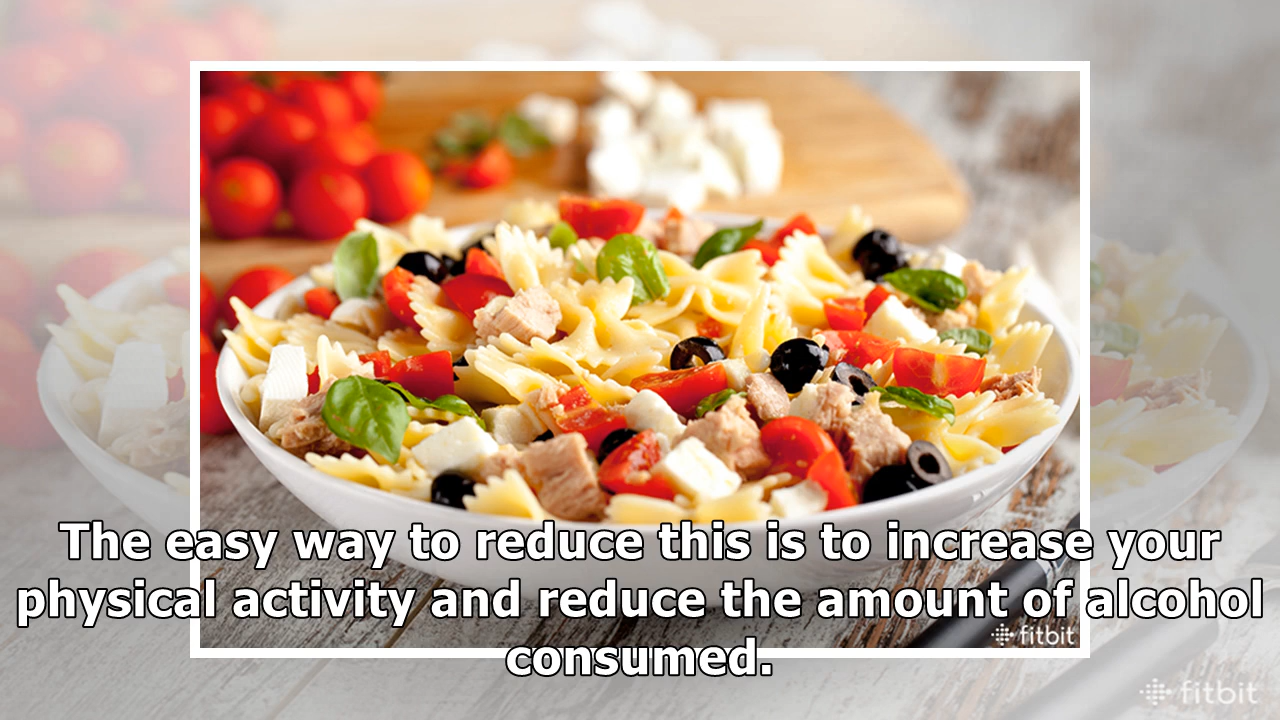 The easy way to reduce this is to increase your
physical activity and reduce the amount of alcohol
consumed.
fitbit
fitbit